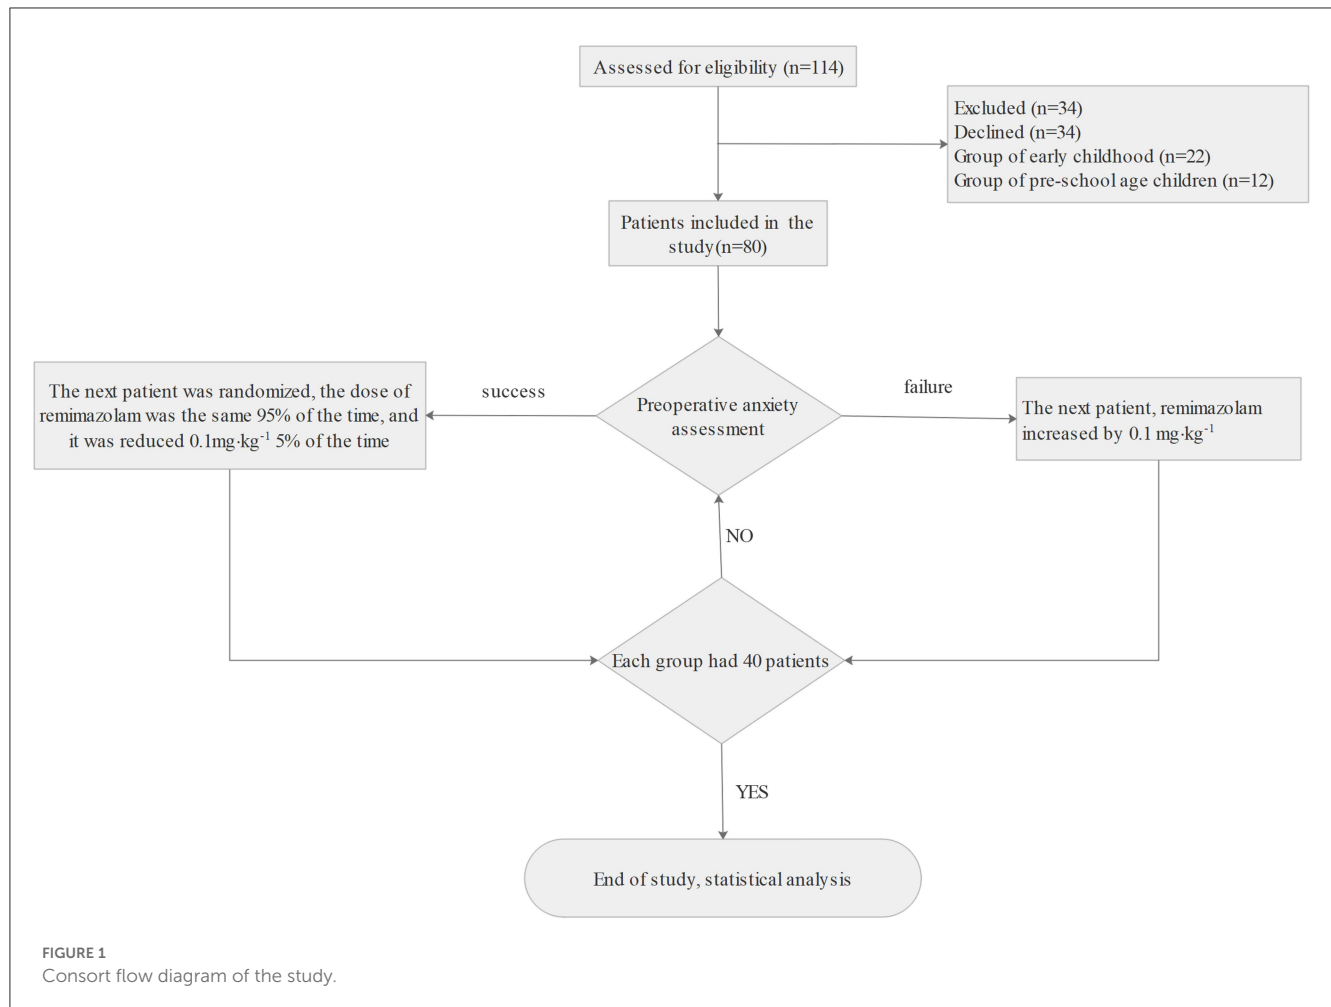 Assessed for eligibility (n=114)
Excluded (n=34)
Declined (n=34)
Group of early childhood (n=22)
Group of pre-school age children (n=12)
Patients included in the
study(n=80)
The next patient was randomized, the dose of
remimazolam was the same 95% of the time, and
it was reduced 0.1mg·kg⁻¹ 5% of the time
success
Preoperative anxiety
assessment
failure
The next patient, remimazolam
increased by 0.1 mg·kg⁻¹
NO
Each group had 40 patients
YES
End of study, statistical analysis
FIGURE 1
Consort flow diagram of the study.